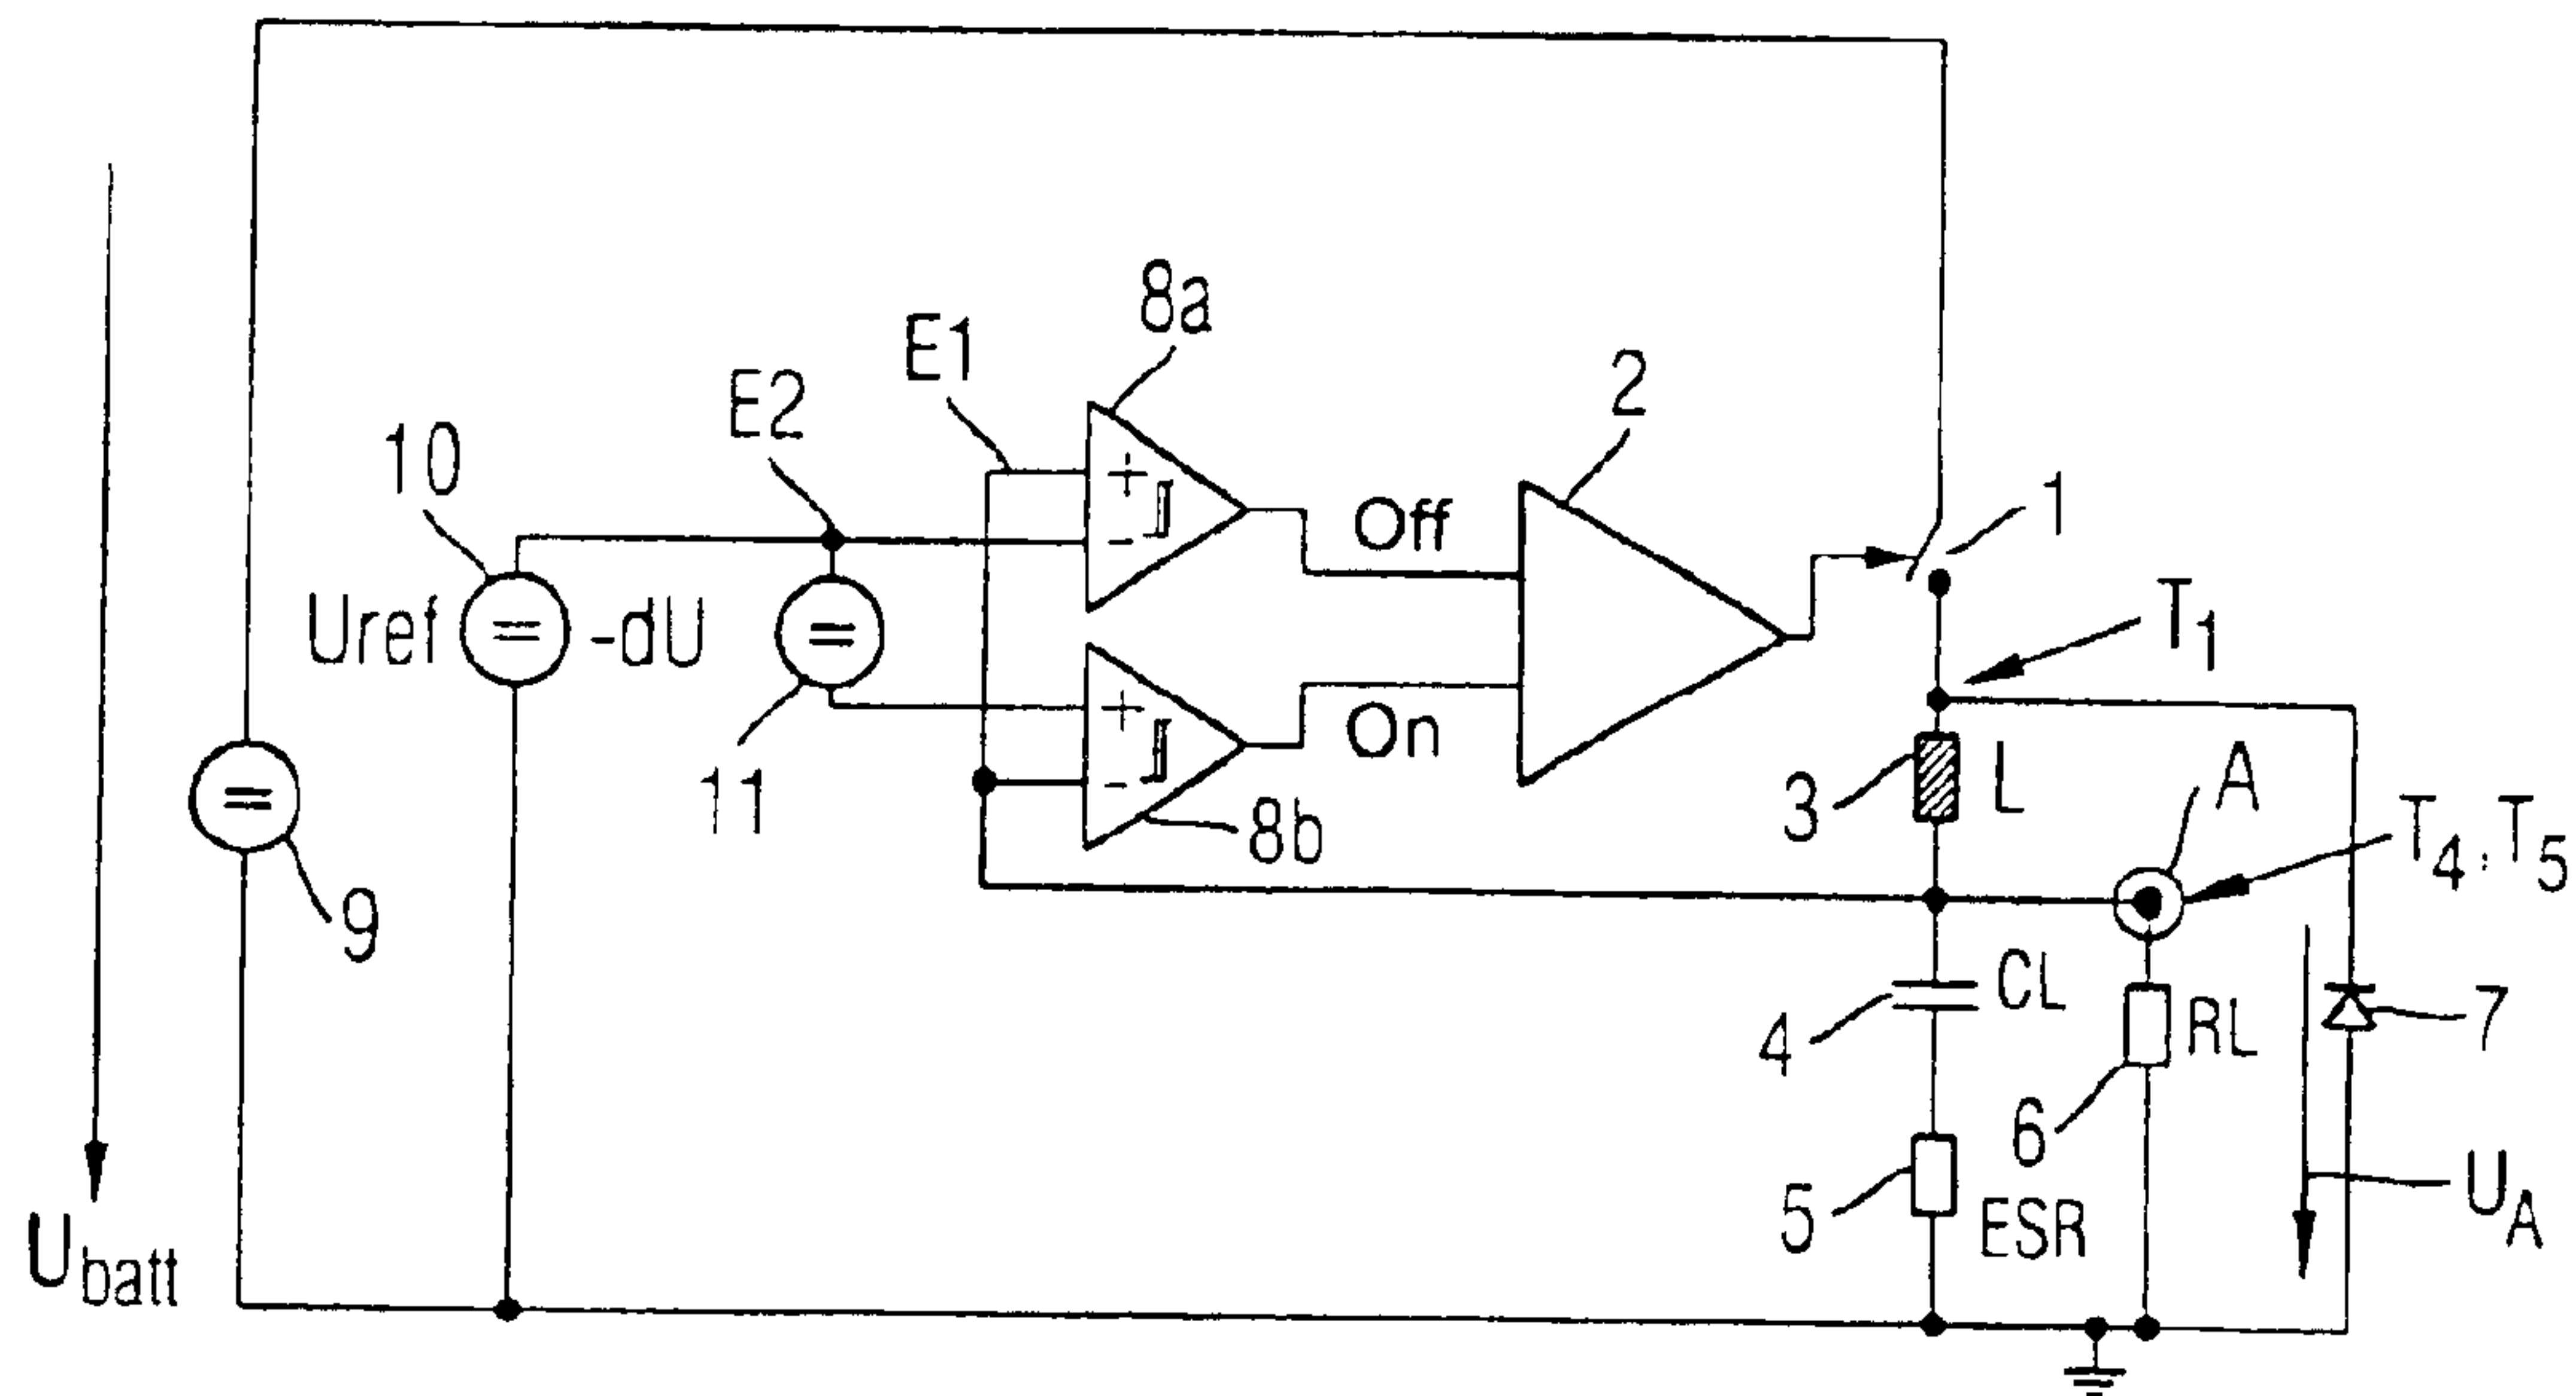 8a
E1
2
E2
10
+
-
Off
1
Uref
=
-dU
=
T1
+
-
On
11
8b
3
L
A
T4, T5
=
9
CL
4
RL
7
6
5
ESR
UA
Ubatt